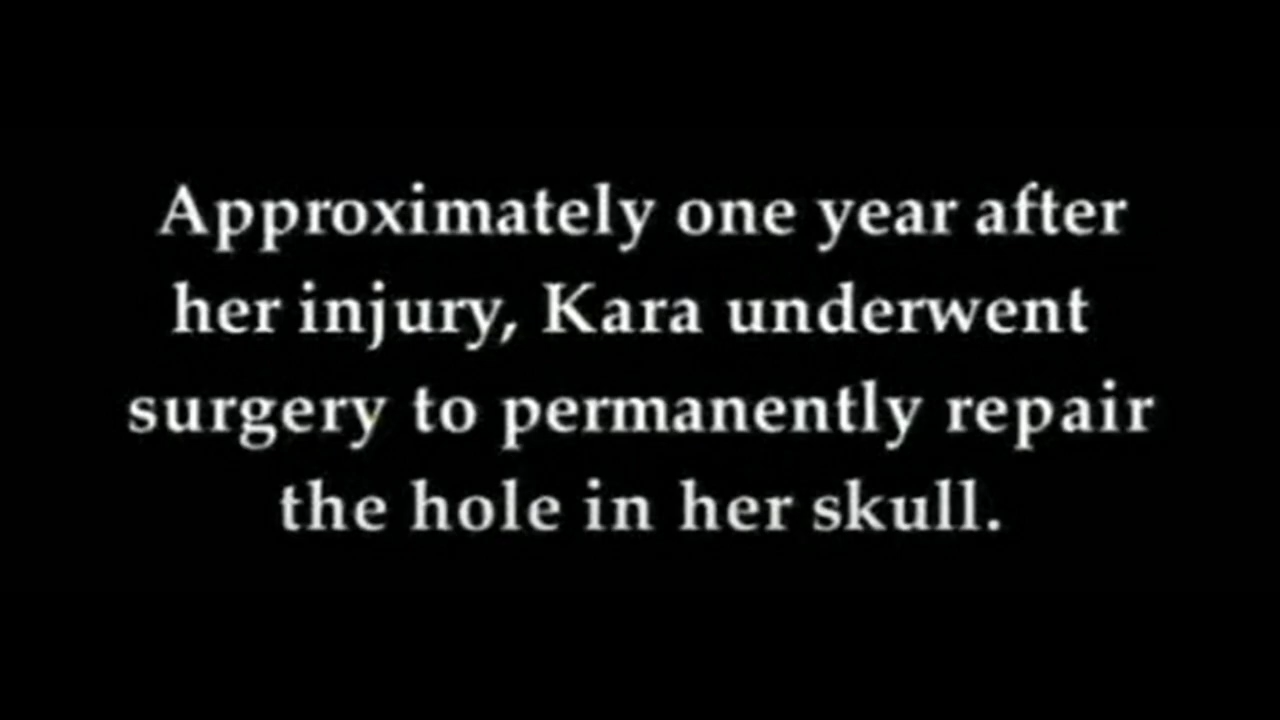 Approximately one year after
her injury, Kara underwent
surgery to permanently repair
the hole in her skull.